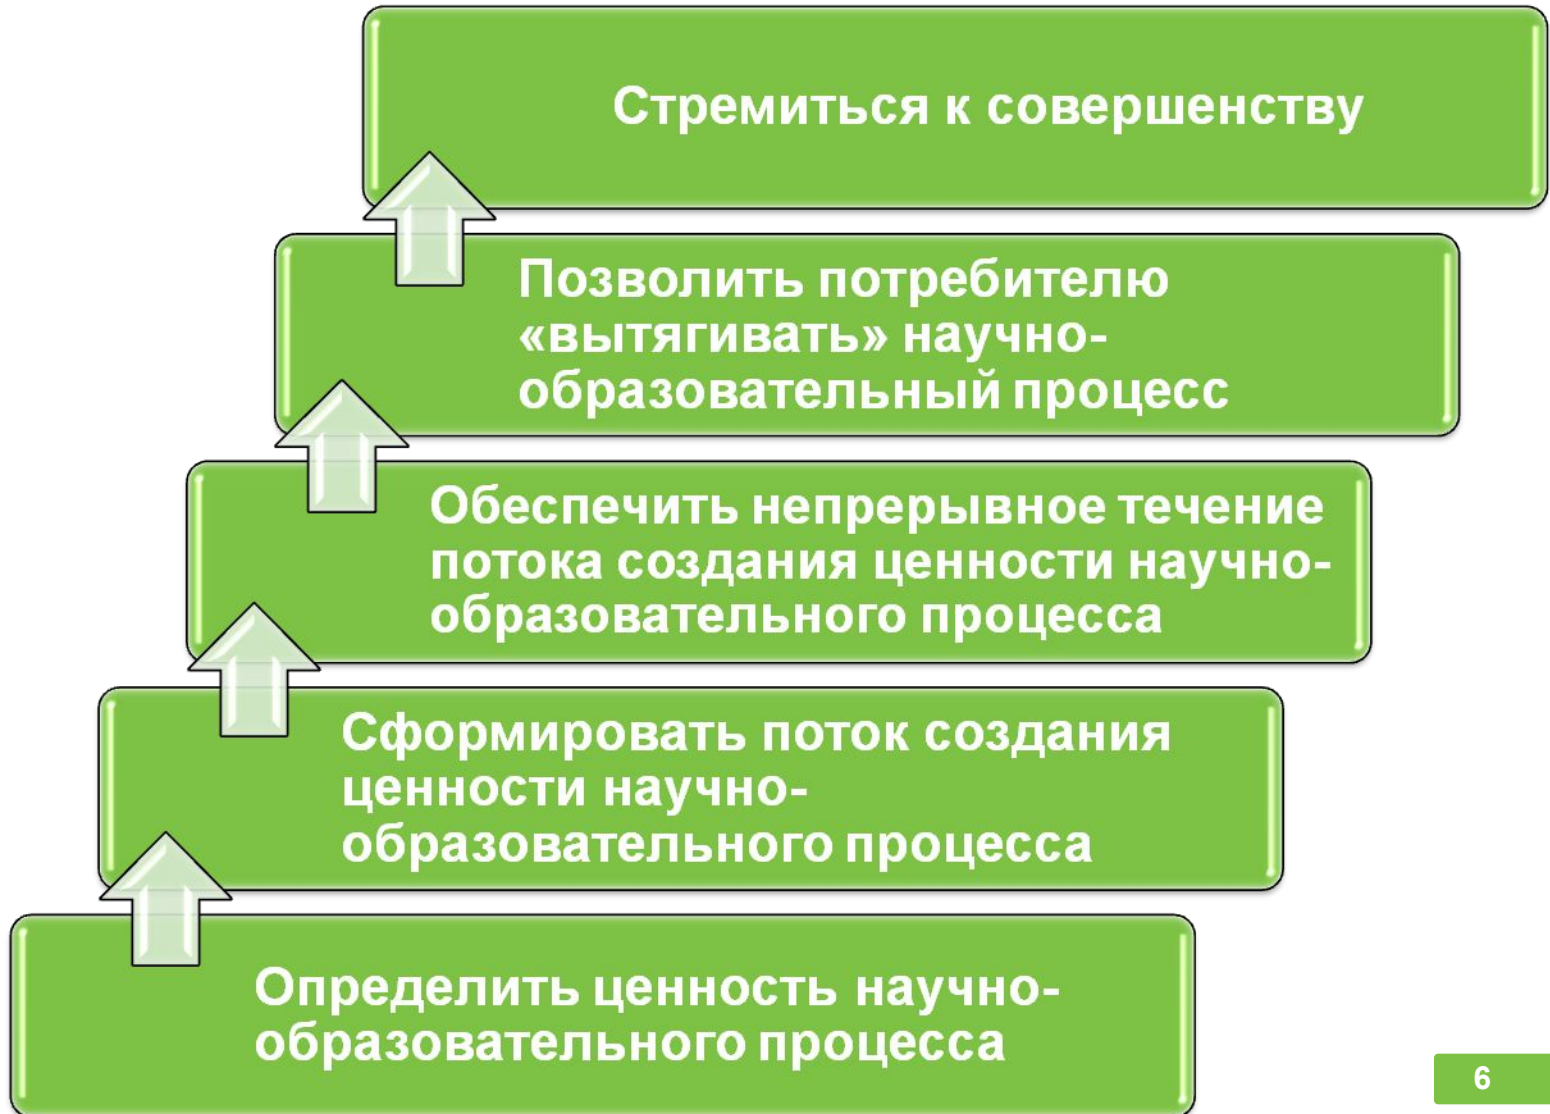 Стремиться к совершенству
Позволить потребителю
«вытягивать» научно-
образовательный процесс
Обеспечить непрерывное течение
потока создания ценности научно-
образовательного процесса
Сформировать поток создания
ценности научно-
образовательного процесса
Определить ценность научно-
образовательного процесса
6